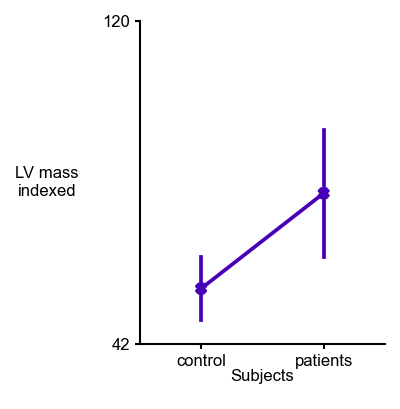 120
LV mass
indexed
42
control patients
Subjects